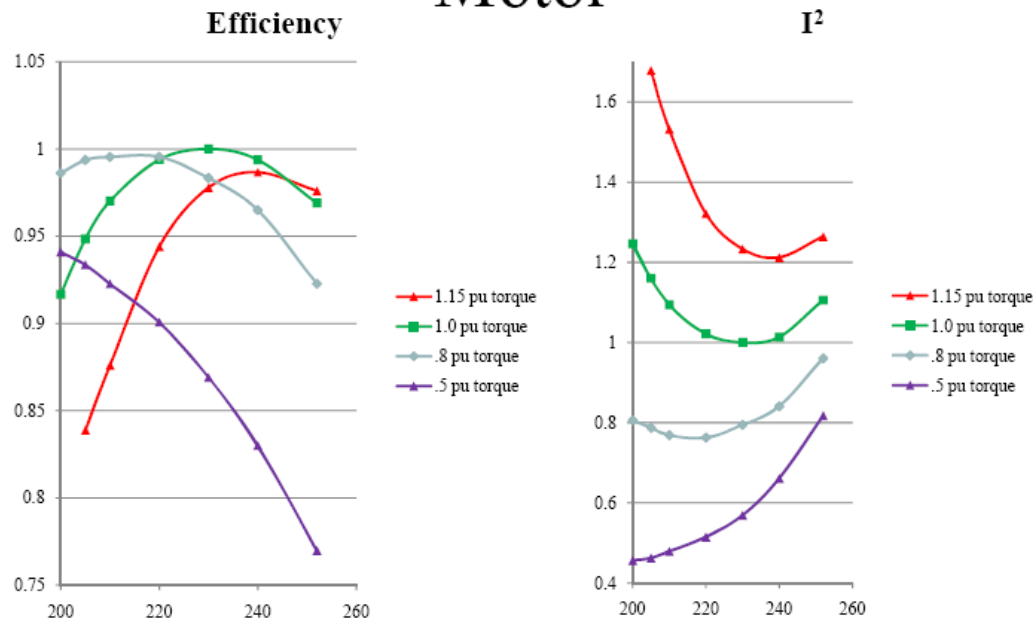 Motor
Efficiency
1.05
1
0.95
0.9
0.85
0.8
0.75
200
220
240
260
1.15 pu torque
1.0 pu torque
.8 pu torque
.5 pu torque
I²
1.6
1.4
1.2
1
0.8
0.6
0.4
200
220
240
260
1.15 pu torque
1.0 pu torque
.8 pu torque
.5 pu torque